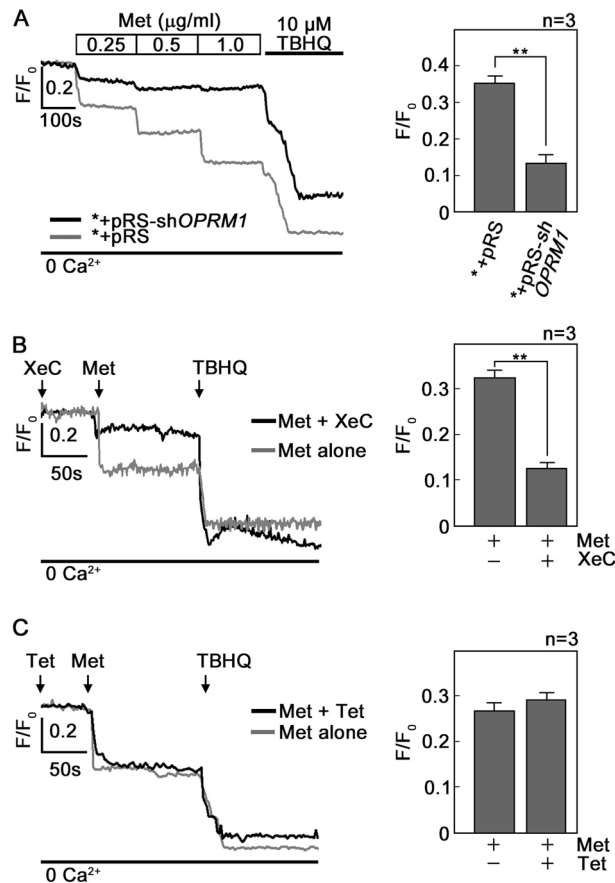 A
Met (μg/ml)
0.25 0.5 1.0
10 μM
TBHQ
F/F0
0.2
100s
*+pRS-shOPRM1
*+pRS
0 Ca2+
n=3
**
F/F0
0.4
0.3
0.2
0.1
0
*+pRS
*+pRS-sh
OPRM1
B
XeC Met TBHQ
F/F0
0.2
50s
Met + XeC
Met alone
0 Ca2+
n=3
**
F/F0
0.3
0.2
0.1
0
+ + Met
− + XeC
C
Tet Met TBHQ
F/F0
0.2
50s
Met + Tet
Met alone
0 Ca2+
n=3
F/F0
0.3
0.2
0.1
0
+ + Met
− + Tet